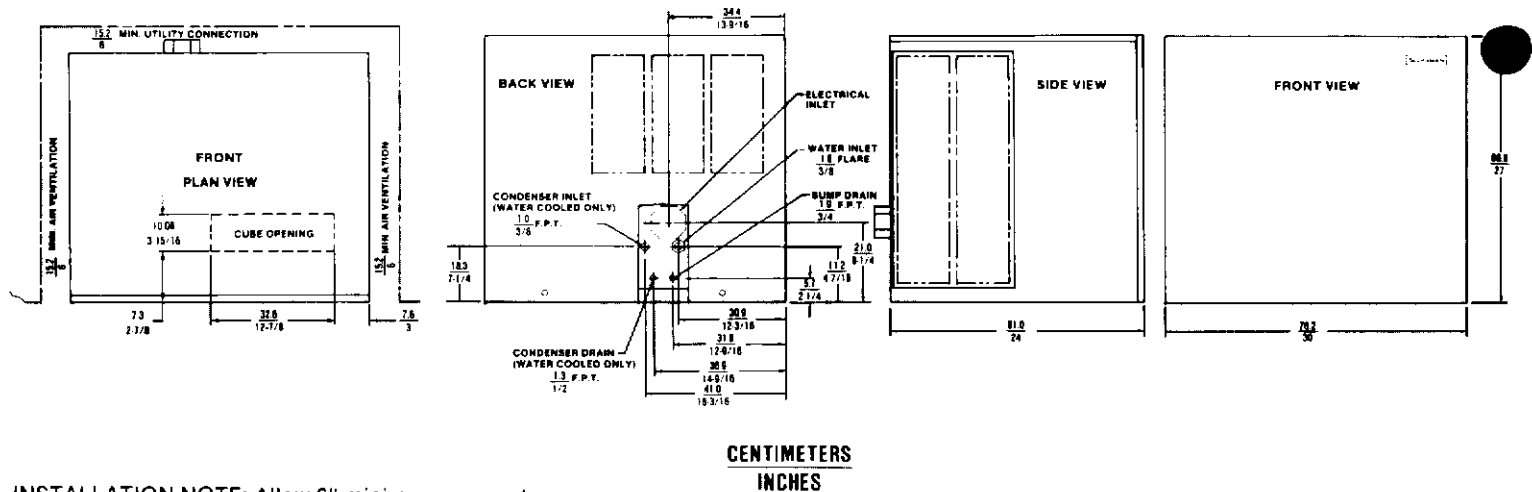 15.2
6
MIN. UTILITY CONNECTION
MIN. AIR VENTILATION
15.2
6
FRONT
PLAN VIEW
10.08
3 15/16
CUBE OPENING
MIN AIR VENTILATION
15.2
6
7.3
2-7/8
32.6
12-7/8
7.6
3
34.4
13-9/16
BACK VIEW
ELECTRICAL
INLET
WATER INLET
FLARE
3/8
CONDENSER INLET
(WATER COOLED ONLY)
1.0
3/8
F.P.T.
BUMP DRAIN
1.9
3/4
F.P.T.
18.3
7-1/4
21.0
8-1/4
11.2
4-7/16
5.7
2 1/4
30.9
12-3/16
31.8
12-9/16
CONDENSER DRAIN
(WATER COOLED ONLY)
1.3
1/2
F.P.T.
36.9
14-9/16
41.0
16-3/16
SIDE VIEW
61.0
24
FRONT VIEW
27
76.2
30
CENTIMETERS
INCHES
INSTALLATION NOTE: Allow 6"